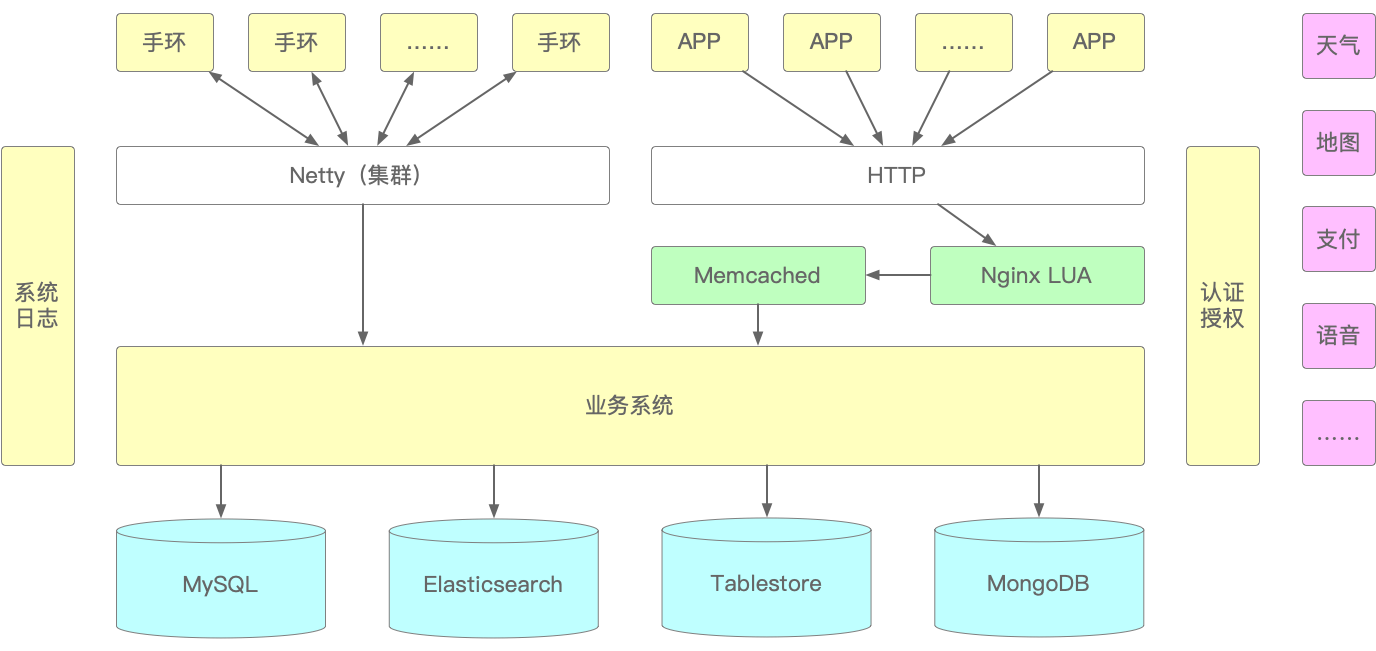 手环
手环
……
手环
APP
APP
……
APP
天气
地图
支付
语音
……
Netty（集群）
HTTP
Memcached
Nginx LUA
系统
日志
认证
授权
业务系统
MySQL
Elasticsearch
Tablestore
MongoDB